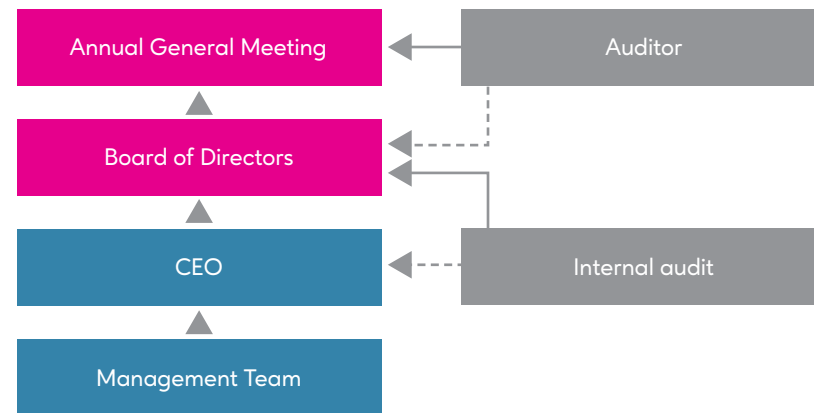 Annual General Meeting
Auditor
Board of Directors
CEO
Internal audit
Management Team